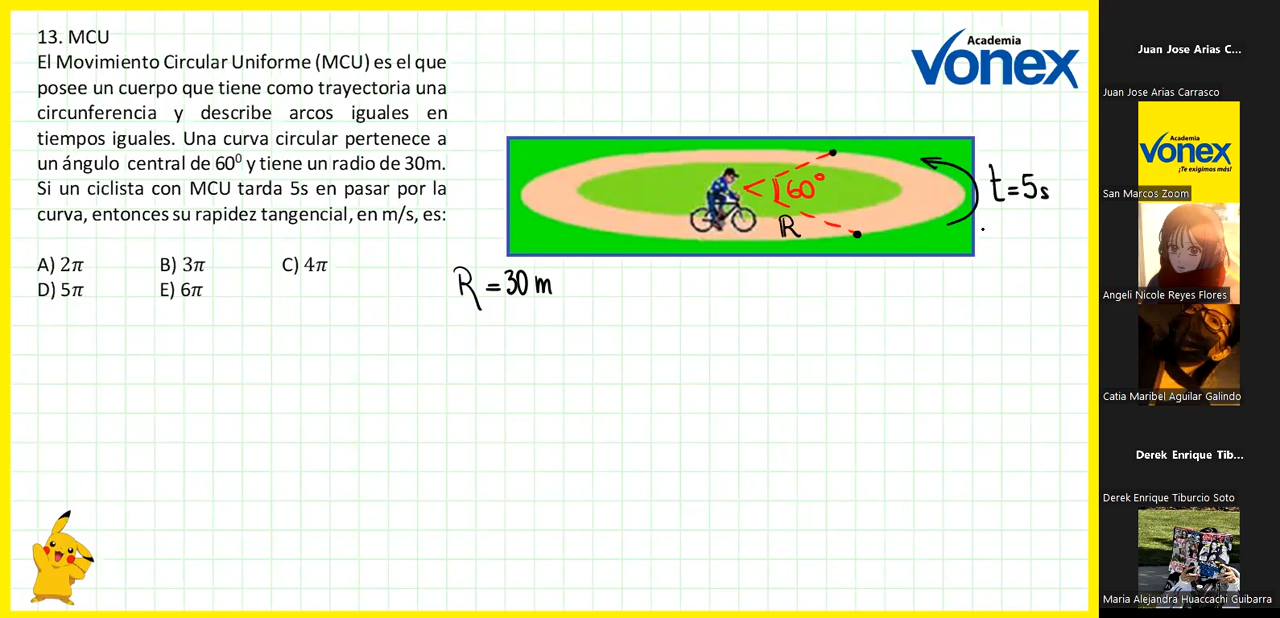 13. MCU
El Movimiento Circular Uniforme (MCU) es el que
posee un cuerpo que tiene como trayectoria una
circunferencia y describe arcos iguales en
tiempos iguales. Una curva circular pertenece a
un ángulo central de 60⁰ y tiene un radio de 30m.
Si un ciclista con MCU tarda 5s en pasar por la
curva, entonces su rapidez tangencial, en m/s, es:
A) 2π B) 3π C) 4π
D) 5π E) 6π
Academia
Vonex
60°
R
t=5s
R = 30 m
Juan Jose Arias C...
Juan Jose Arias Carrasco
Academia
Vonex
¡Te exigimos más!
San Marcos Zoom
Angeli Nicole Reyes Flores
Catia Maribel Aguilar Galindo
Derek Enrique Tib...
Derek Enrique Tiburcio Soto
Maria Alejandra Huaccachi Guibarra